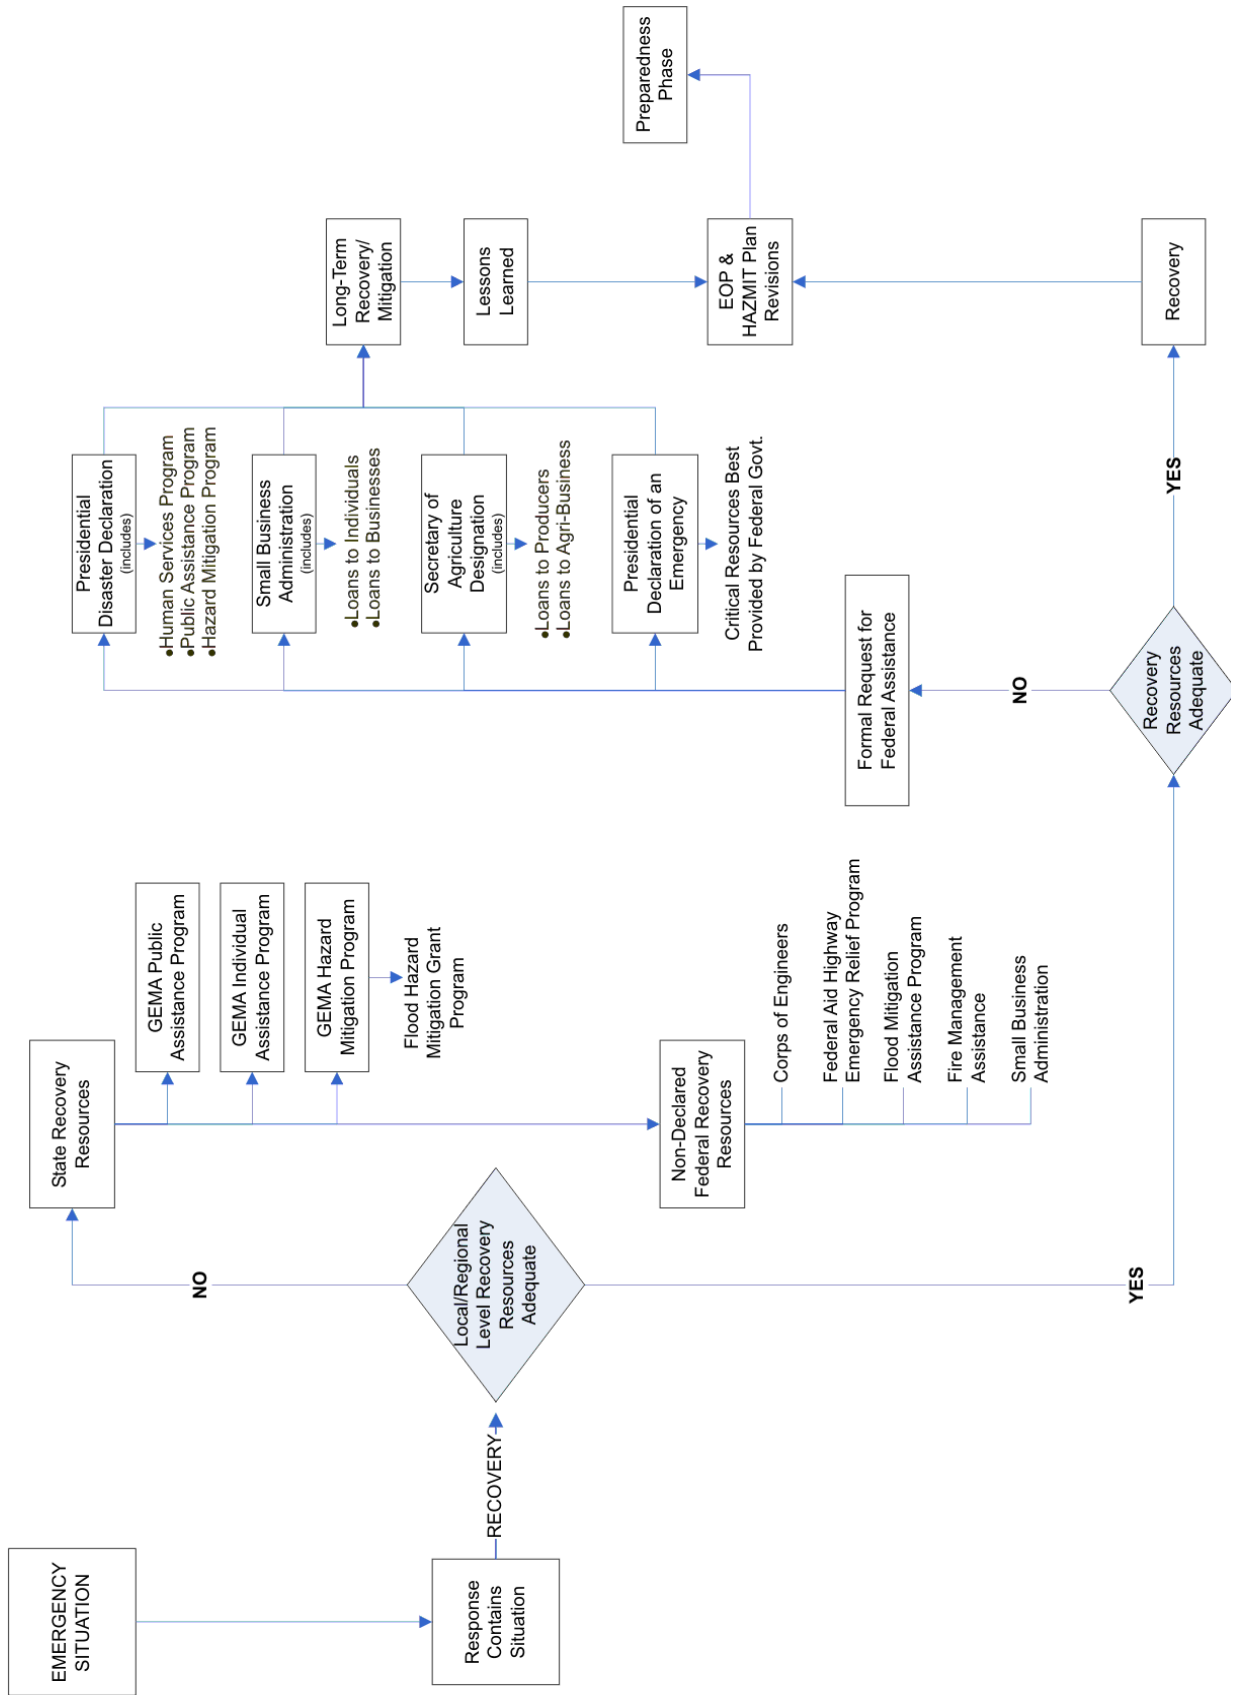 EMERGENCY
SITUATION
Response
Contains
Situation
RECOVERY
Local/Regional
Level Recovery
Resources
Adequate
NO
YES
State Recovery
Resources
GEMA Public
Assistance Program
GEMA Individual
Assistance Program
GEMA Hazard
Mitigation Program
Flood Hazard
Mitigation Grant
Program
Non-Declared
Federal Recovery
Resources
Corps of Engineers
Federal Aid Highway
Emergency Relief Program
Flood Mitigation
Assistance Program
Fire Management
Assistance
Small Business
Administration
Recovery
Resources
Adequate
NO
YES
Formal Request for
Federal Assistance
Presidential
Disaster Declaration
(includes)
•Human Services Program
•Public Assistance Program
•Hazard Mitigation Program
Small Business
Administration
(includes)
•Loans to Individuals
•Loans to Businesses
Secretary of
Agriculture
Designation
(includes)
•Loans to Producers
•Loans to Agri-Business
Presidential
Declaration of an
Emergency
Critical Resources Best
Provided by Federal Govt.
Long-Term
Recovery/
Mitigation
Lessons
Learned
EOP &
HAZMIT Plan
Revisions
Recovery
Preparedness
Phase